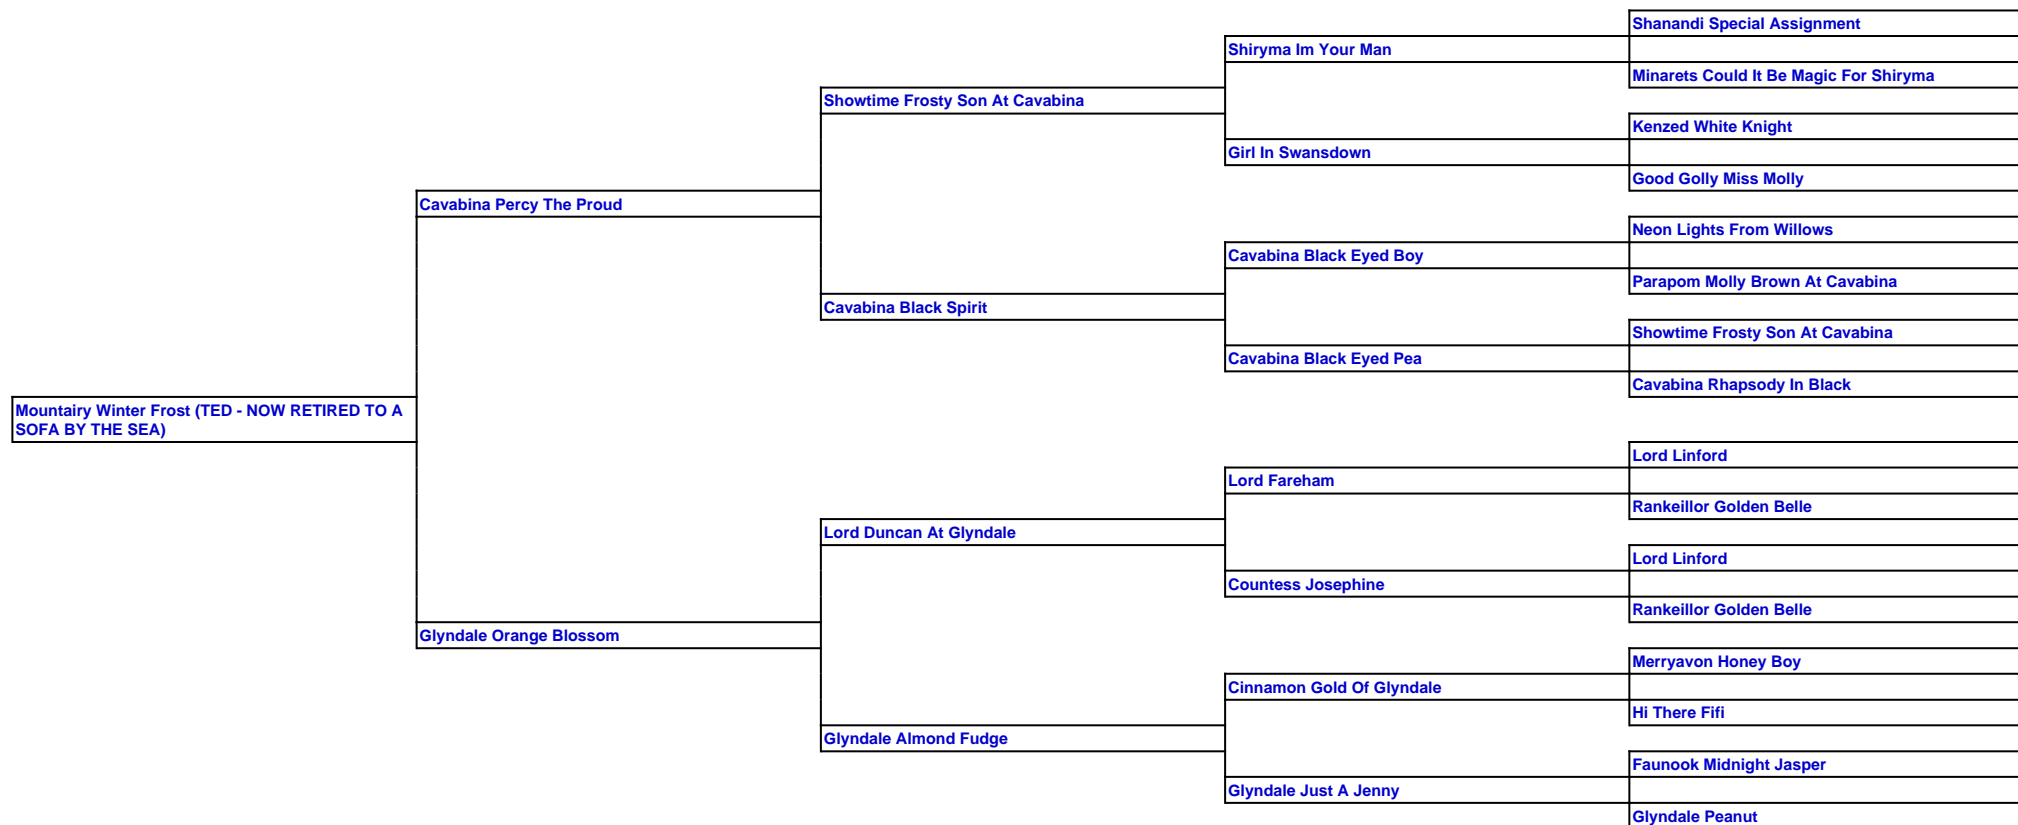 Shanandi Special Assignment
Shiryma Im Your Man
Minarets Could It Be Magic For Shiryma
Showtime Frosty Son At Cavabina
Kenzed White Knight
Girl In Swansdown
Good Golly Miss Molly
Cavabina Percy The Proud
Neon Lights From Willows
Cavabina Black Eyed Boy
Parapom Molly Brown At Cavabina
Cavabina Black Spirit
Showtime Frosty Son At Cavabina
Cavabina Black Eyed Pea
Cavabina Rhapsody In Black
Mountairy Winter Frost (TED - NOW RETIRED TO A
SOFA BY THE SEA)
Lord Linford
Lord Fareham
Rankeillor Golden Belle
Lord Duncan At Glyndale
Lord Linford
Countess Josephine
Rankeillor Golden Belle
Glyndale Orange Blossom
Merryavon Honey Boy
Cinnamon Gold Of Glyndale
Hi There Fifi
Glyndale Almond Fudge
Faunook Midnight Jasper
Glyndale Just A Jenny
Glyndale Peanut